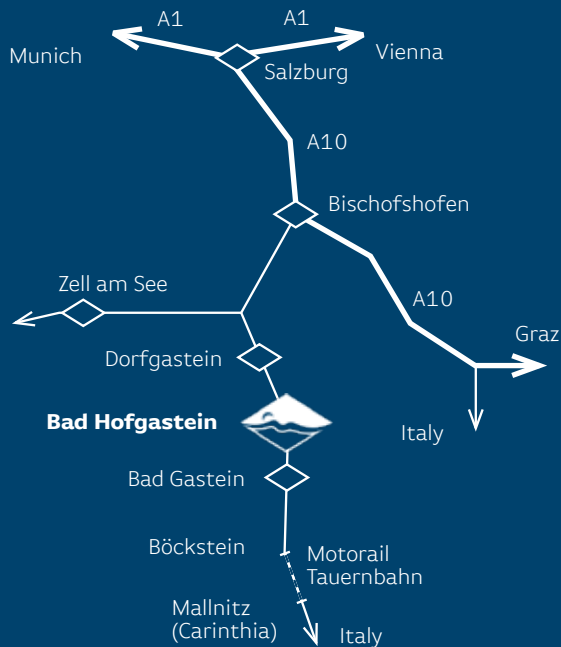 A1
A1
Munich
Vienna
Salzburg
A10
Bischofshofen
Zell am See
A10
Graz
Dorfgastein
Bad Hofgastein
Italy
Bad Gastein
Böckstein
Motorail
Tauernbahn
Mallnitz
(Carinthia)
Italy